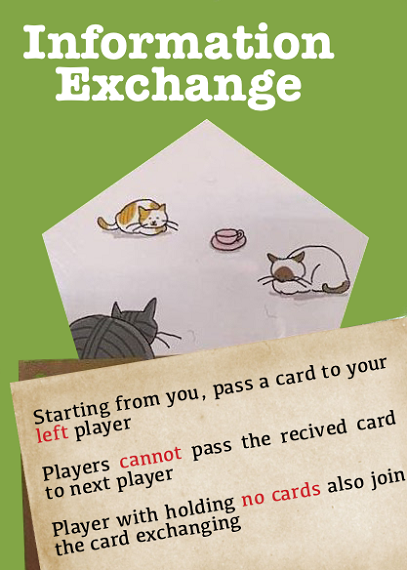 Information
Exchange
Starting from you, pass a card to your
left player
Players cannot pass the recived card
to next player
Player with holding no cards also join
the card exchanging